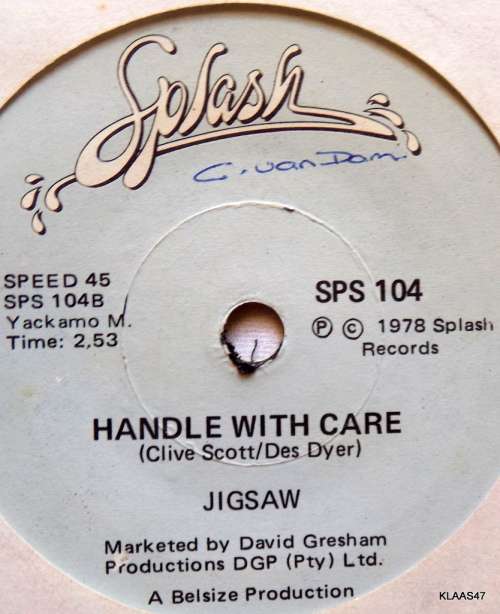 Splash
C. van Dam.
SPEED 45
SPS 104B
Yackamo M.
Time: 2,53
SPS 104
Ⓟ © 1978 Splash
Records
HANDLE WITH CARE
(Clive Scott/Des Dyer)
JIGSAW
Marketed by David Gresham
Productions DGP (Pty) Ltd.
A Belsize Production
KLAAS47